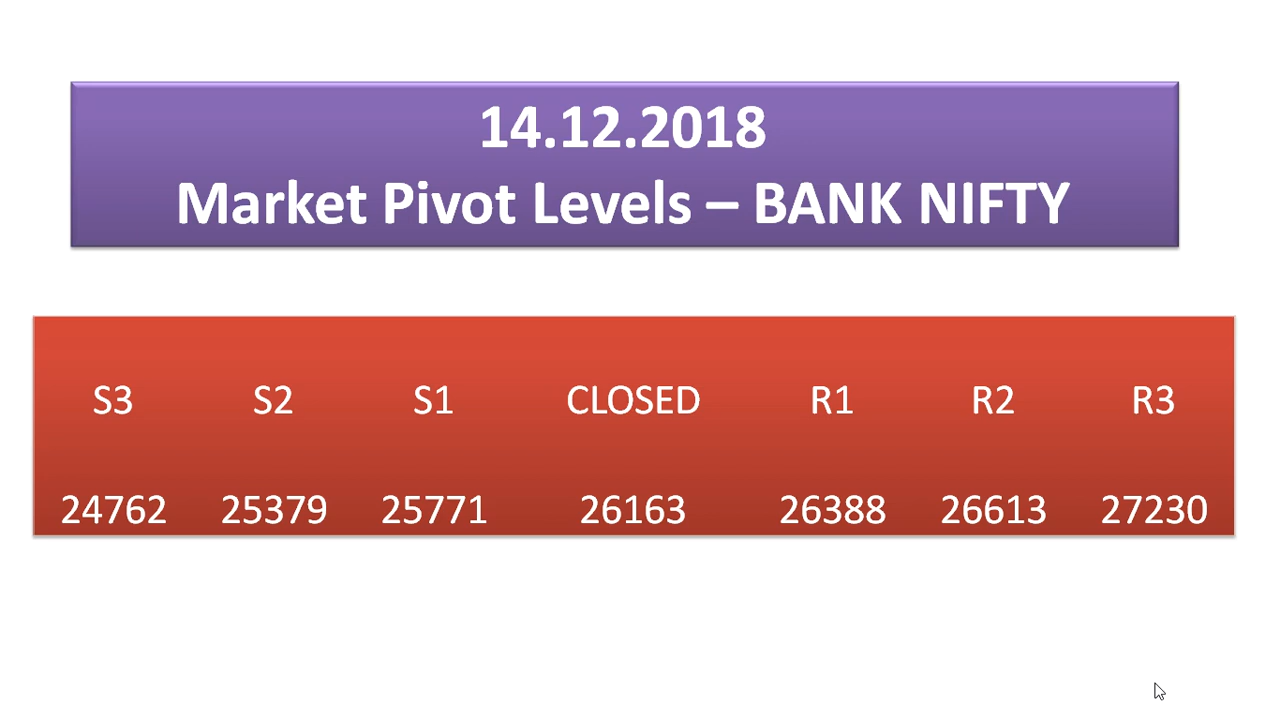 14.12.2018
Market Pivot Levels – BANK NIFTY
S3 S2 S1 CLOSED R1 R2 R3
24762 25379 25771 26163 26388 26613 27230